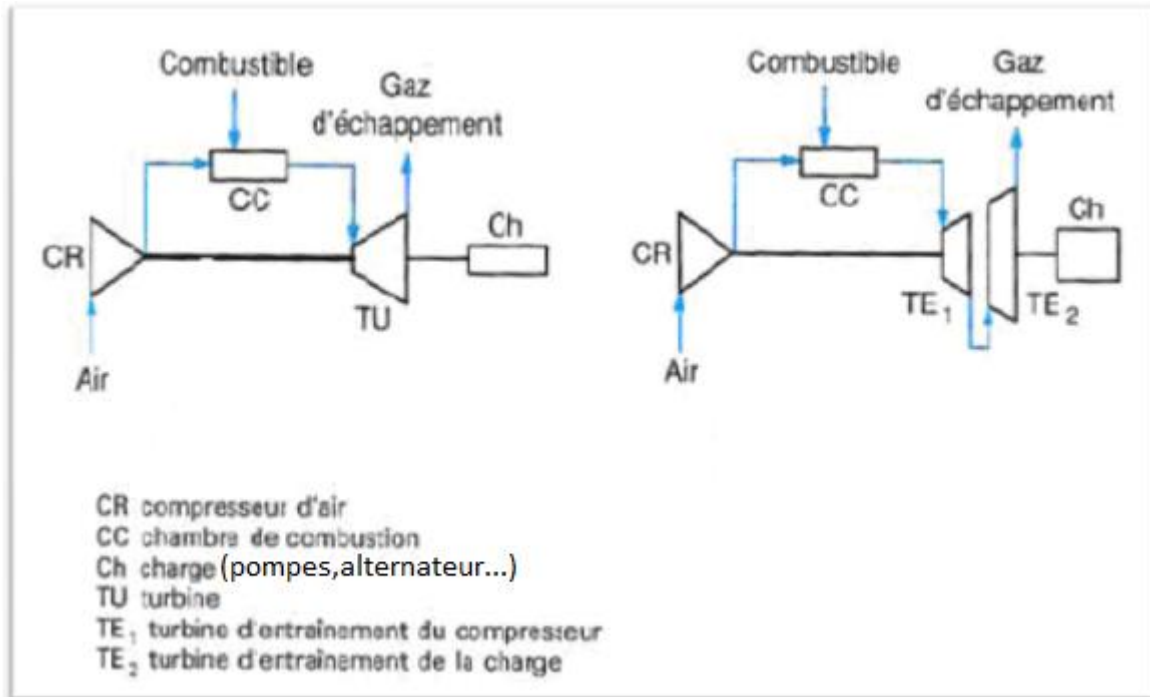 Combustible
Gaz
d'échappement
CC
CR
Ch
TU
Air
Combustible
Gaz
d'échappement
CC
CR
Ch
TE1
TE2
Air
CR compresseur d'air
CC chambre de combustion
Ch charge (pompes,alternateur...)
TU turbine
TE1 turbine d'ertraînement du compresseur
TE2 turbine d'ertraînement de la charge